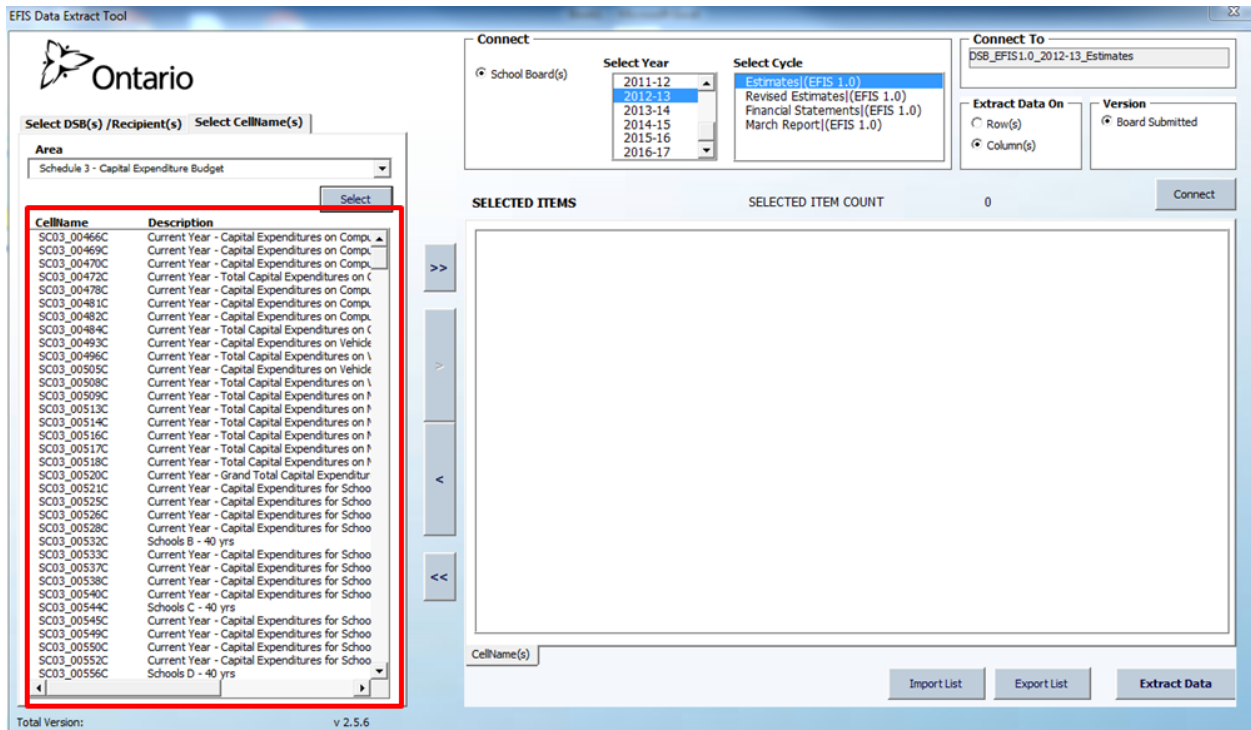 EFIS Data Extract Tool
Ontario
Select DSB(s) /Recipient(s) Select CellName(s)
Area
Schedule 3 - Capital Expenditure Budget
Select
CellName Description
SC03_00466C Current Year - Capital Expenditures on Compu
SC03_00469C Current Year - Capital Expenditures on Compu
SC03_00470C Current Year - Capital Expenditures on Compu
SC03_00472C Current Year - Total Capital Expenditures on C
SC03_00478C Current Year - Capital Expenditures on Compu
SC03_00481C Current Year - Capital Expenditures on Compu
SC03_00482C Current Year - Capital Expenditures on Compu
SC03_00484C Current Year - Total Capital Expenditures on C
SC03_00493C Current Year - Capital Expenditures on Vehicle
SC03_00496C Current Year - Total Capital Expenditures on V
SC03_00505C Current Year - Capital Expenditures on Vehicle
SC03_00508C Current Year - Total Capital Expenditures on V
SC03_00509C Current Year - Total Capital Expenditures on M
SC03_00513C Current Year - Total Capital Expenditures on M
SC03_00514C Current Year - Total Capital Expenditures on M
SC03_00516C Current Year - Total Capital Expenditures on M
SC03_00517C Current Year - Total Capital Expenditures on M
SC03_00518C Current Year - Total Capital Expenditures on M
SC03_00520C Current Year - Grand Total Capital Expenditur
SC03_00521C Current Year - Capital Expenditures for Schoo
SC03_00525C Current Year - Capital Expenditures for Schoo
SC03_00526C Current Year - Capital Expenditures for Schoo
SC03_00528C Current Year - Capital Expenditures for Schoo
SC03_00532C Schools B - 40 yrs
SC03_00533C Current Year - Capital Expenditures for Schoo
SC03_00537C Current Year - Capital Expenditures for Schoo
SC03_00538C Current Year - Capital Expenditures for Schoo
SC03_00540C Current Year - Capital Expenditures for Schoo
SC03_00544C Schools C - 40 yrs
SC03_00545C Current Year - Capital Expenditures for Schoo
SC03_00549C Current Year - Capital Expenditures for Schoo
SC03_00550C Current Year - Capital Expenditures for Schoo
SC03_00552C Current Year - Capital Expenditures for Schoo
SC03_00556C Schools D - 40 yrs
Total Version: v 2.5.6
>>
>
<
<<
Connect
School Board(s)
Select Year
2011-12
2012-13
2013-14
2014-15
2015-16
2016-17
Select Cycle
Estimates|(EFIS 1.0)
Revised Estimates|(EFIS 1.0)
Financial Statements|(EFIS 1.0)
March Report|(EFIS 1.0)
Connect To
DSB_EFIS1.0_2012-13_Estimates
Extract Data On
Row(s)
Column(s)
Version
Board Submitted
SELECTED ITEMS SELECTED ITEM COUNT 0
Connect
CellName(s)
Import List Export List Extract Data